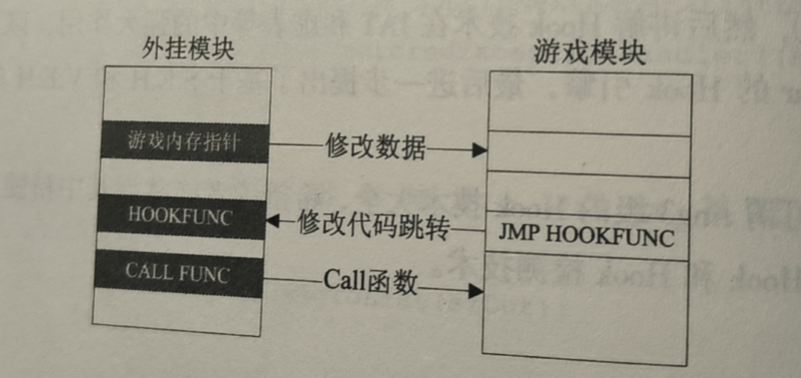 外挂模块
游戏模块
游戏内存指针
修改数据
HOOKFUNC
修改代码跳转
JMP HOOKFUNC
CALL FUNC
Call函数